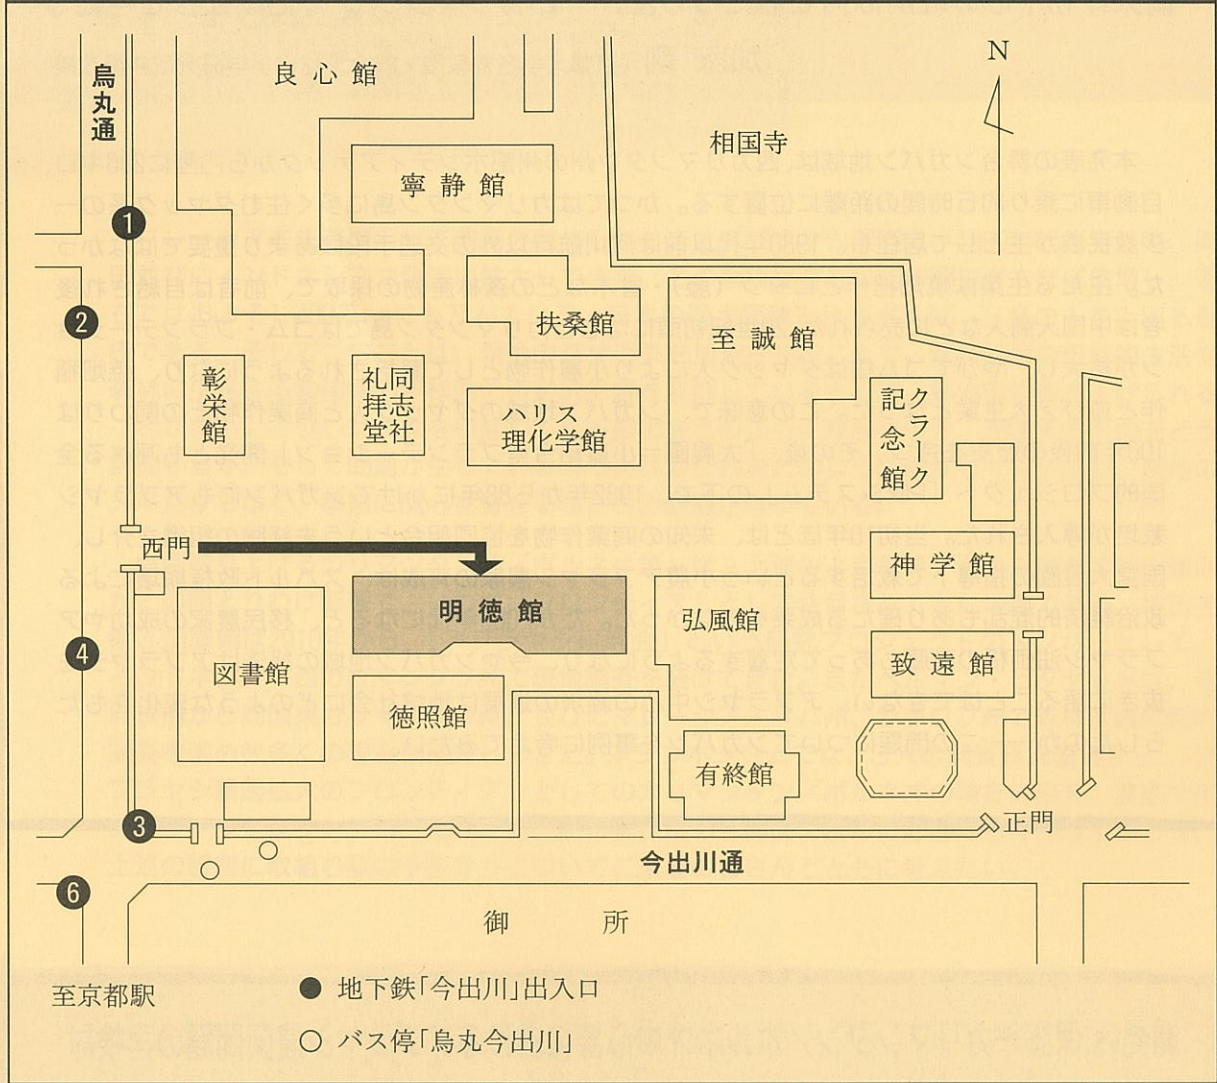 N
良心館
烏丸通
相国寺
寧静館
1
2
扶桑館
至誠館
彰栄館
同志社
礼拝堂
ハリス
理化学館
クラーク
記念館
西門
神学館
明徳館
弘風館
4
図書館
致遠館
徳照館
有終館
3
正門
今出川通
6
御所
至京都駅
● 地下鉄「今出川」出入口
○ バス停「烏丸今出川」